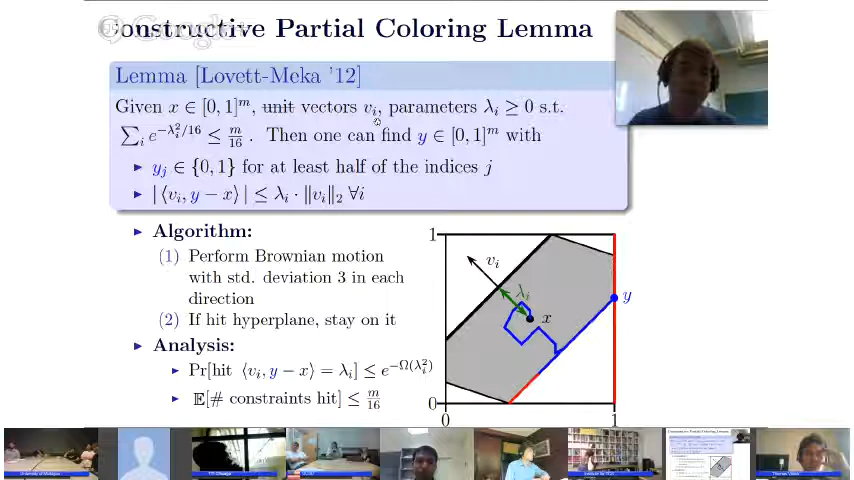 Constructive Partial Coloring Lemma
Lemma [Lovett-Meka '12]
Given x ∈ [0, 1]^m, unit vectors v_i, parameters λ_i ≥ 0 s.t.
∑_i e^{-λ_i^2/16} ≤ m/16 . Then one can find y ∈ [0, 1]^m with
▶ y_j ∈ {0, 1} for at least half of the indices j
▶ |⟨v_i, y − x⟩| ≤ λ_i · ‖v_i‖_2 ∀i
▶ Algorithm:
(1) Perform Brownian motion
with std. deviation 3 in each
direction
(2) If hit hyperplane, stay on it
▶ Analysis:
▶ Pr[hit ⟨v_i, y − x⟩ = λ_i] ≤ e^{−Ω(λ_i^2)}
▶ E[# constraints hit] ≤ m/16
1
v_i
λ_i
x
y
0
0
1